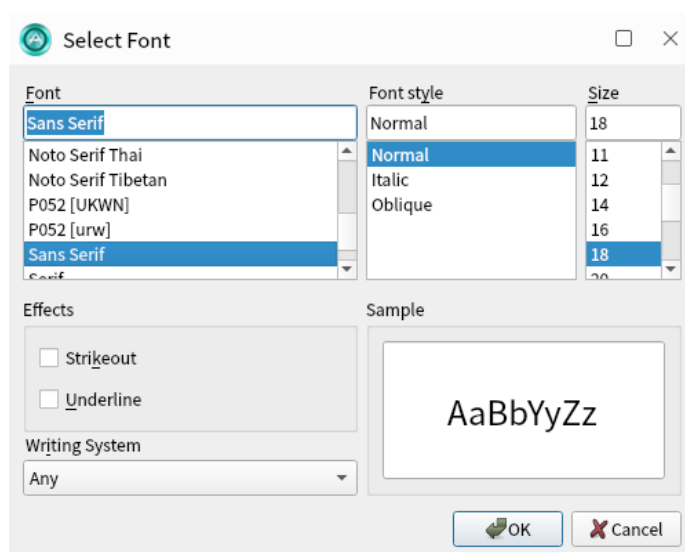 Select Font
Font
Font style
Size
Sans Serif
Normal
18
Noto Serif Thai
Noto Serif Tibetan
P052 [UKWN]
P052 [urw]
Sans Serif
Serif
Normal
Italic
Oblique
11
12
14
16
18
20
Effects
Strikeout
Underline
Writing System
Any
Sample
AaBbYyZz
OK
Cancel